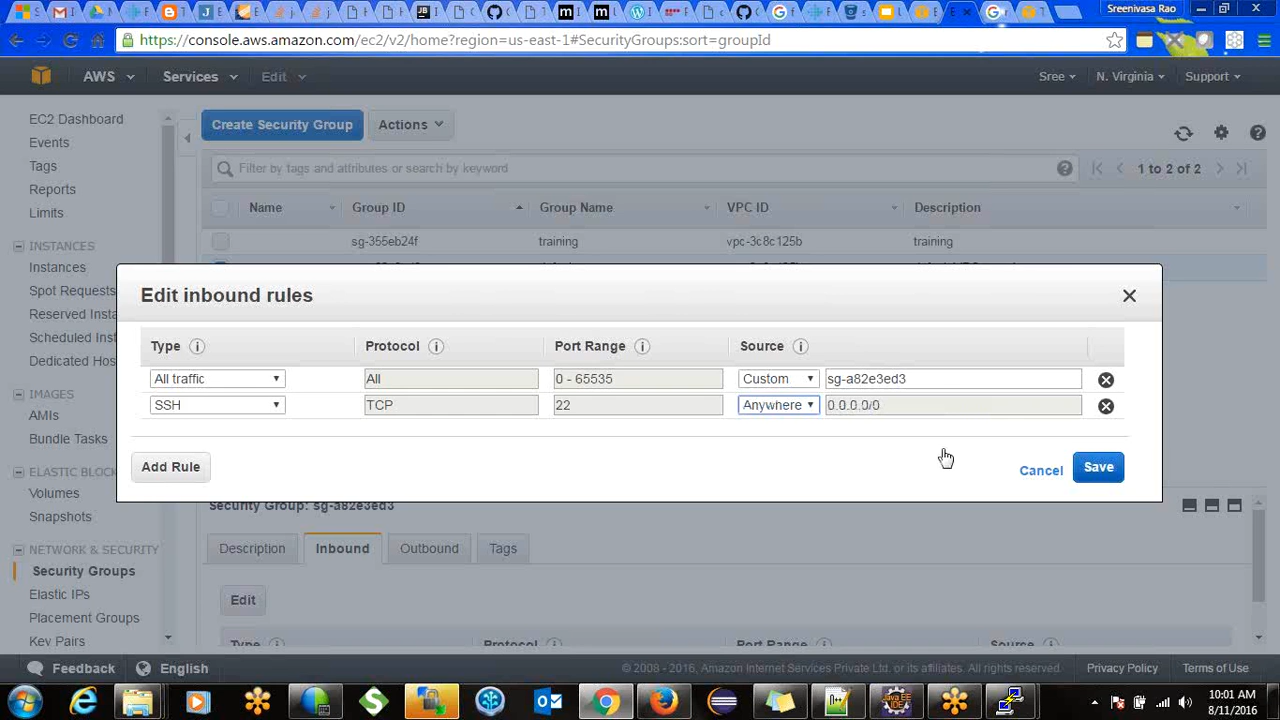 Sreenivasa Rao
https://console.aws.amazon.com/ec2/v2/home?region=us-east-1#SecurityGroups:sort=groupId
AWS Services Edit Sree N. Virginia Support
EC2 Dashboard
Events
Tags
Reports
Limits
INSTANCES
Instances
Spot Requests
Reserved Insta
Scheduled Inst
Dedicated Hos
IMAGES
AMIs
Bundle Tasks
ELASTIC BLOC
Volumes
Snapshots
NETWORK & SECURITY
Security Groups
Elastic IPs
Placement Groups
Key Pairs
Create Security Group Actions
Filter by tags and attributes or search by keyword
1 to 2 of 2
Name Group ID Group Name VPC ID Description
sg-355eb24f training vpc-3c8c125b training
Edit inbound rules
Type Protocol Port Range Source
All traffic All 0 - 65535 Custom sg-a82e3ed3
SSH TCP 22 Anywhere 0.0.0.0/0
Add Rule Cancel Save
Security Group: sg-a82e3ed3
Description Inbound Outbound Tags
Edit
Type Protocol Port Range Source
Feedback English © 2008 - 2016, Amazon Internet Services Private Ltd. or its affiliates. All rights reserved. Privacy Policy Terms of Use
10:01 AM
8/11/2016